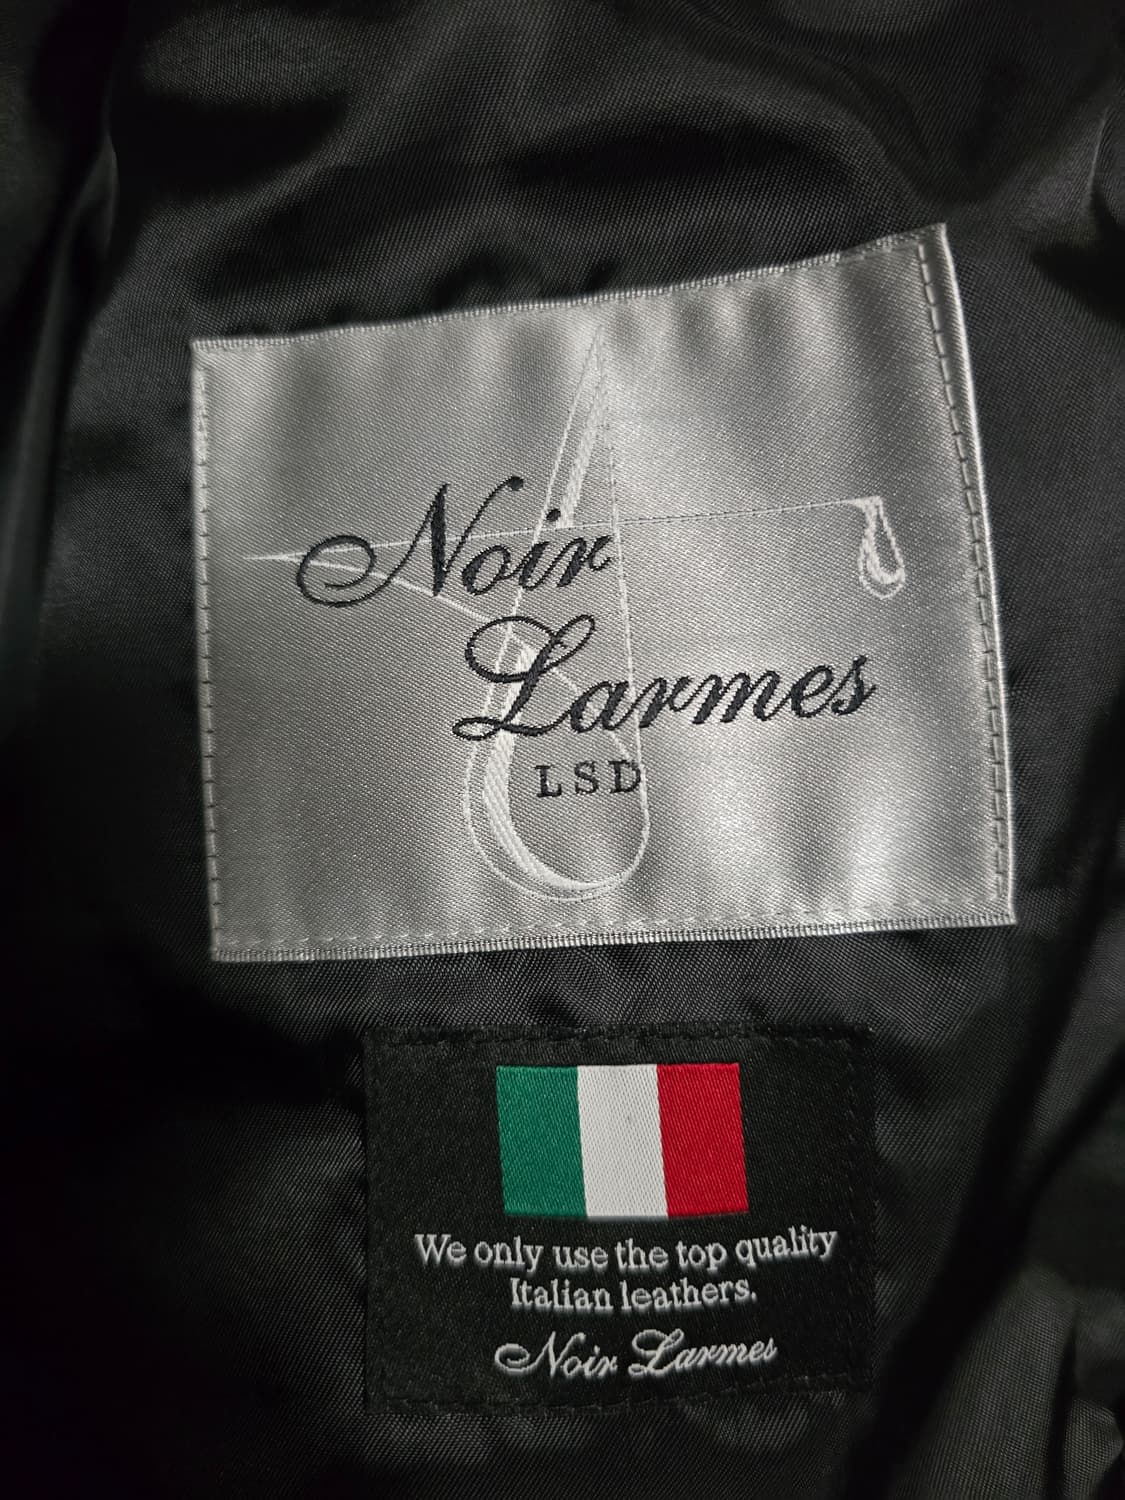 Noir
Larmes
LSD
We only use the top quality
Italian leathers.
Noir Larmes